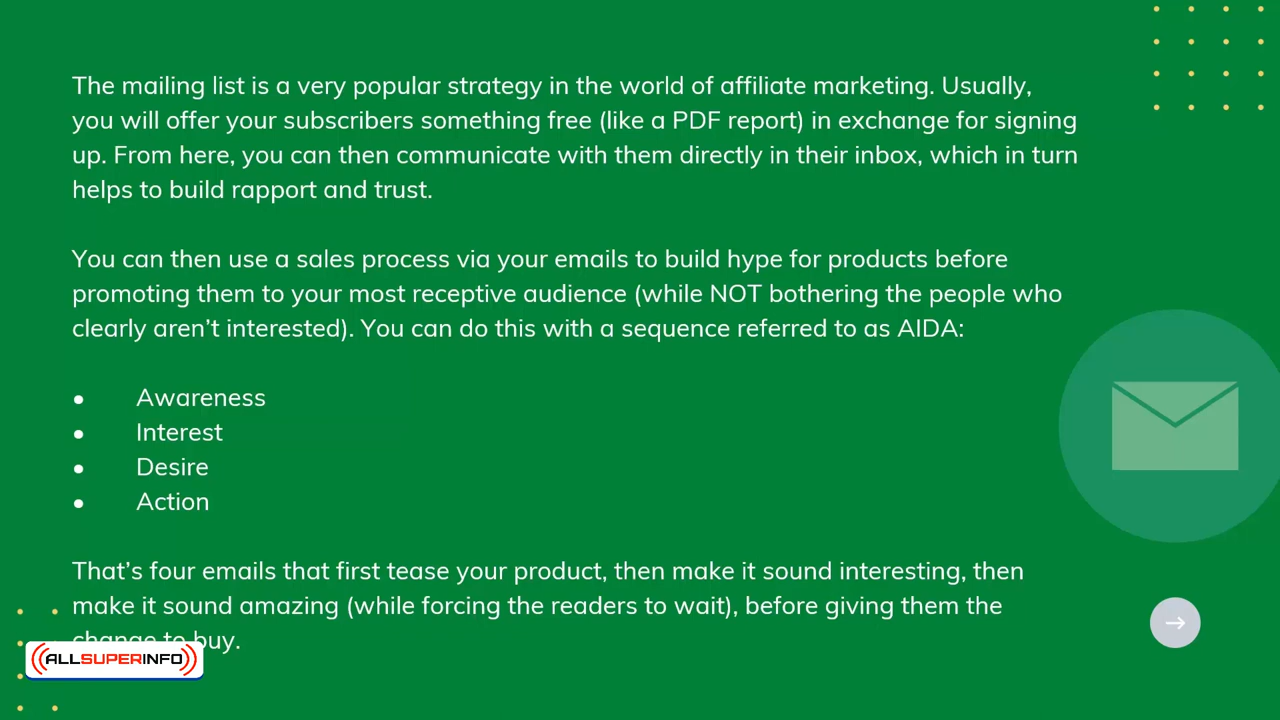 The mailing list is a very popular strategy in the world of affiliate marketing. Usually,
you will offer your subscribers something free (like a PDF report) in exchange for signing
up. From here, you can then communicate with them directly in their inbox, which in turn
helps to build rapport and trust.
You can then use a sales process via your emails to build hype for products before
promoting them to your most receptive audience (while NOT bothering the people who
clearly aren’t interested). You can do this with a sequence referred to as AIDA:
● Awareness
● Interest
● Desire
● Action
That’s four emails that first tease your product, then make it sound interesting, then
make it sound amazing (while forcing the readers to wait), before giving them the
change to buy.
ALLSUPERINFO